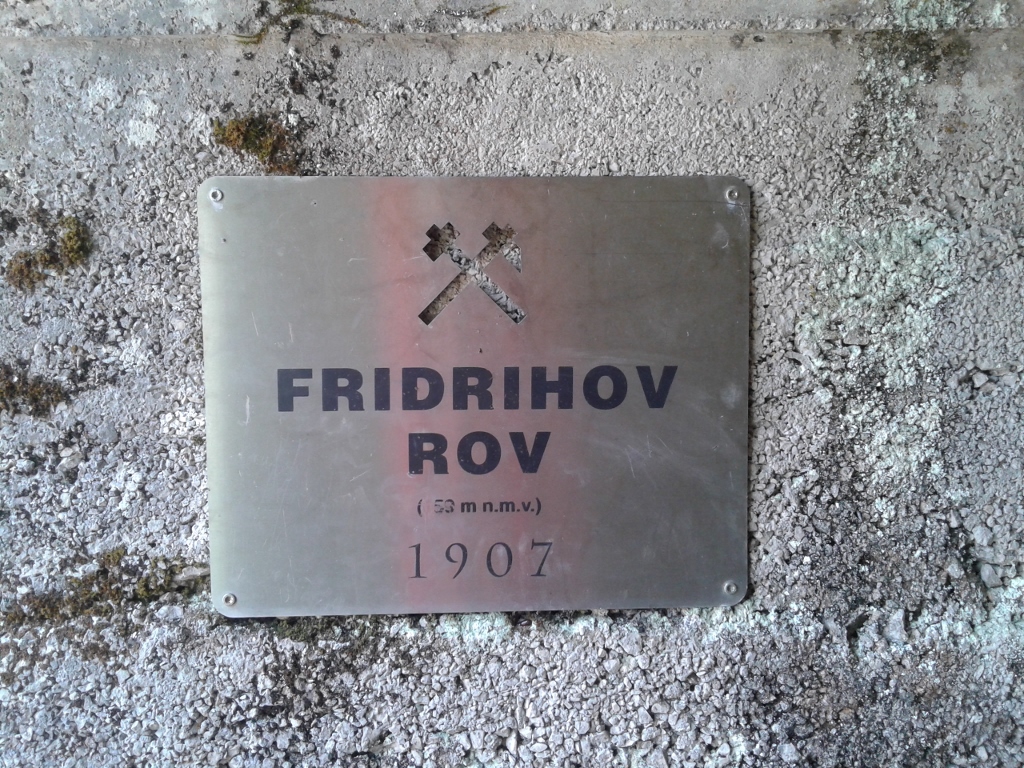 FRIDRIHOV
ROV
m n.m.v.)
1907